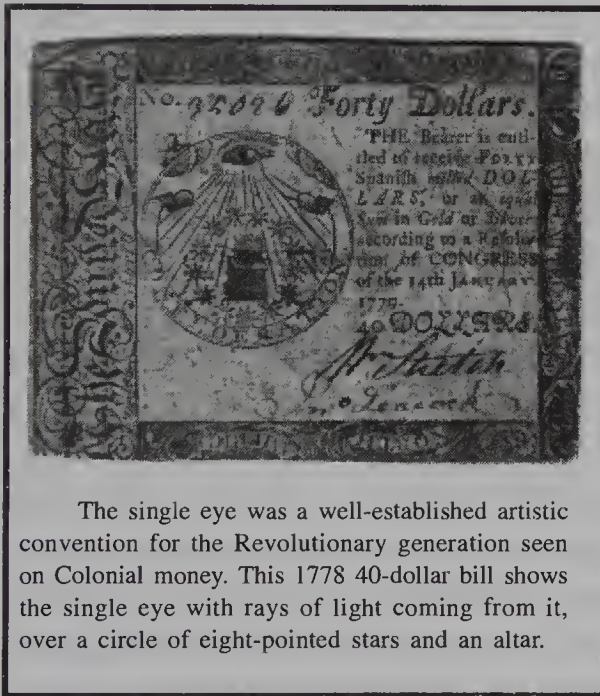 No. Forty Dollars.
THE Bearer is enti-
tled to receive FORTY
Spanish milled DOL-
LARS, or an equal
Sum in Gold or Silver
according to a Resolu-
tion of CONGRESS
of the 14th JANUARY
1779.
40 DOLLARS.
The single eye was a well-established artistic
convention for the Revolutionary generation seen
on Colonial money. This 1778 40-dollar bill shows
the single eye with rays of light coming from it,
over a circle of eight-pointed stars and an altar.